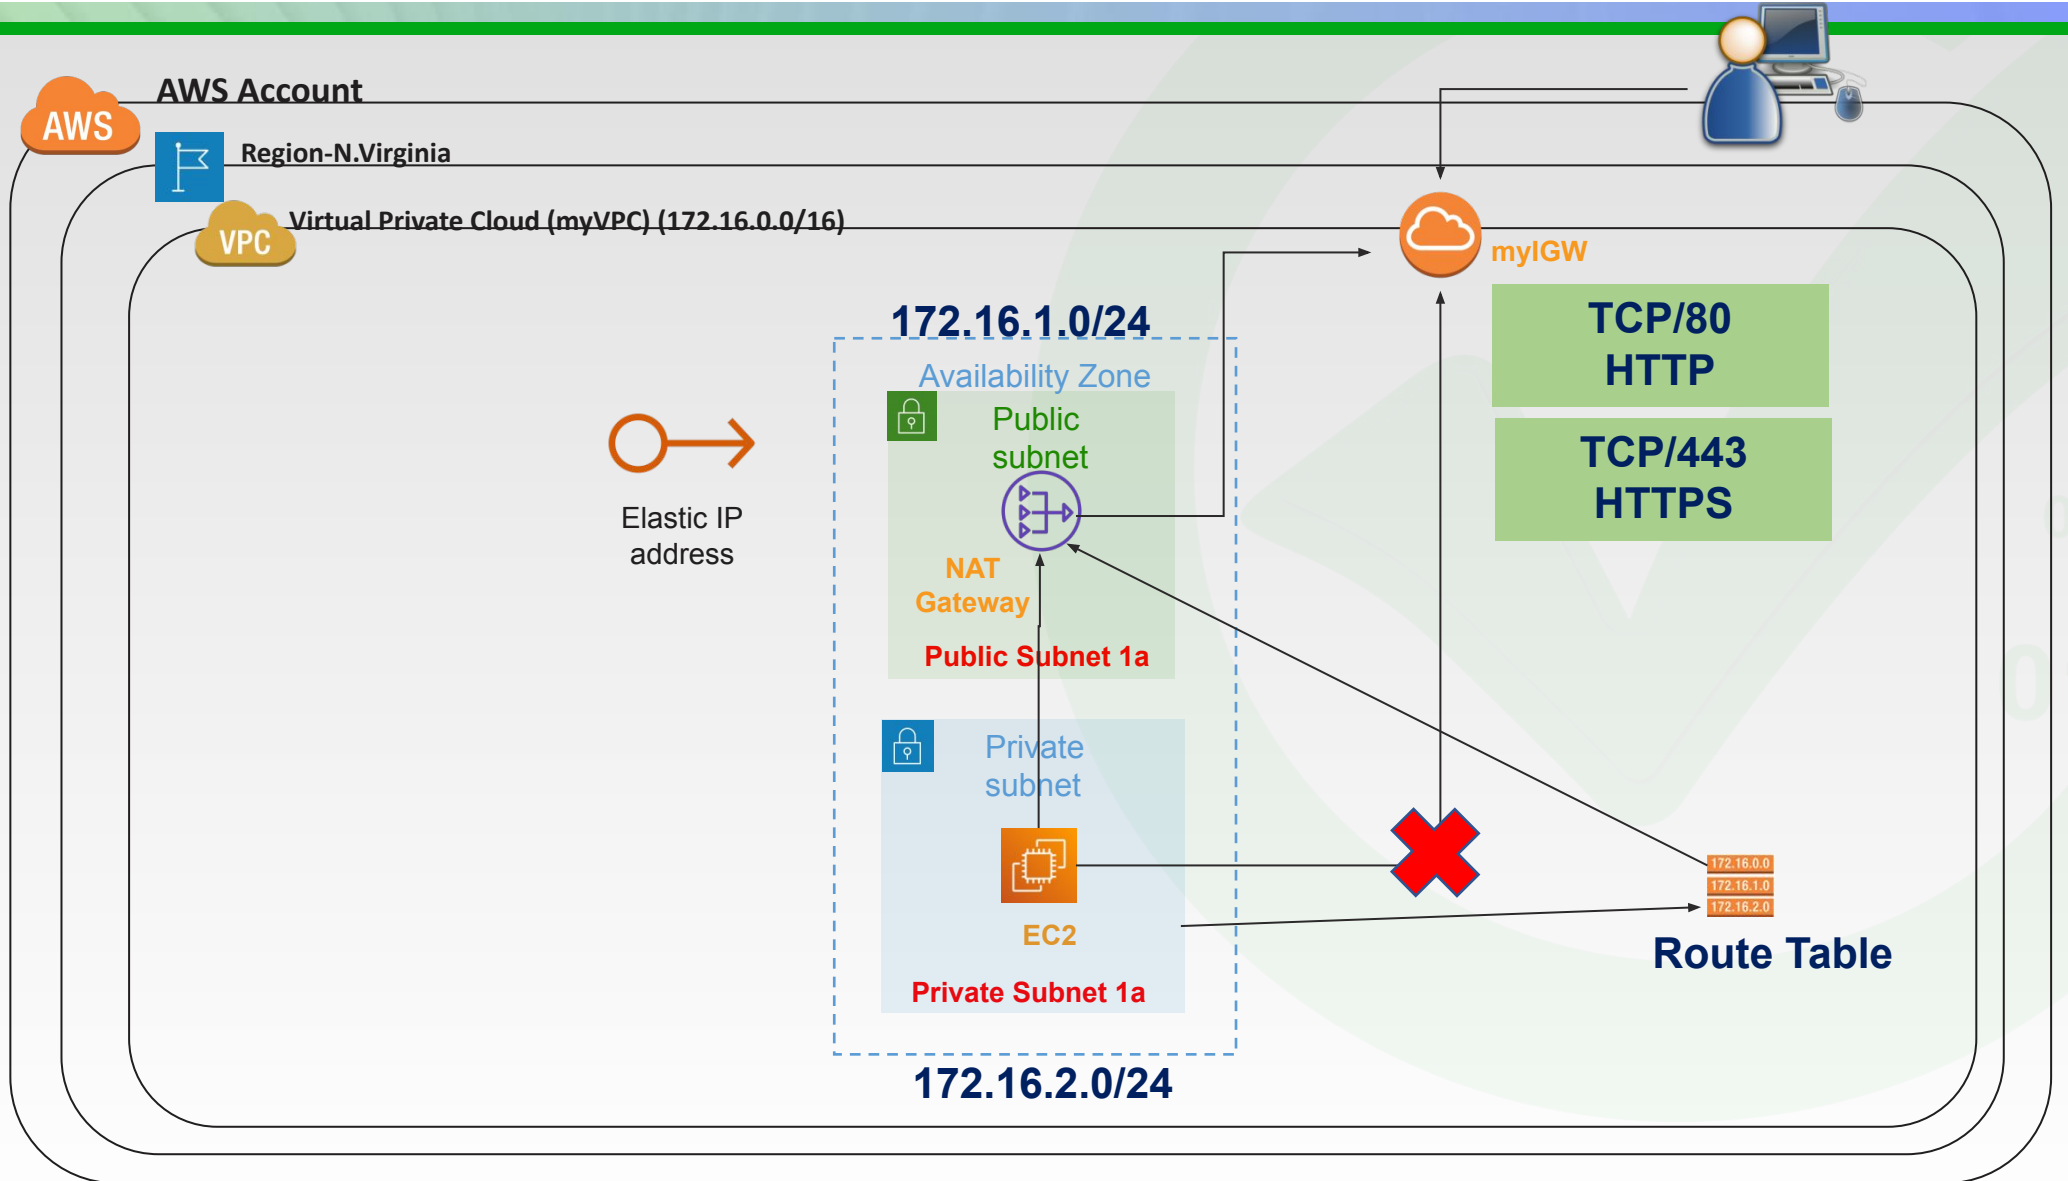 AWS Account
AWS
Region-N.Virginia
Virtual Private Cloud (myVPC) (172.16.0.0/16)
VPC
myIGW
172.16.1.0/24
TCP/80
HTTP
Availability Zone
Public
subnet
TCP/443
HTTPS
Elastic IP
address
NAT
Gateway
Public Subnet 1a
Private
subnet
172.16.0.0
172.16.1.0
172.16.2.0
EC2
Route Table
Private Subnet 1a
172.16.2.0/24